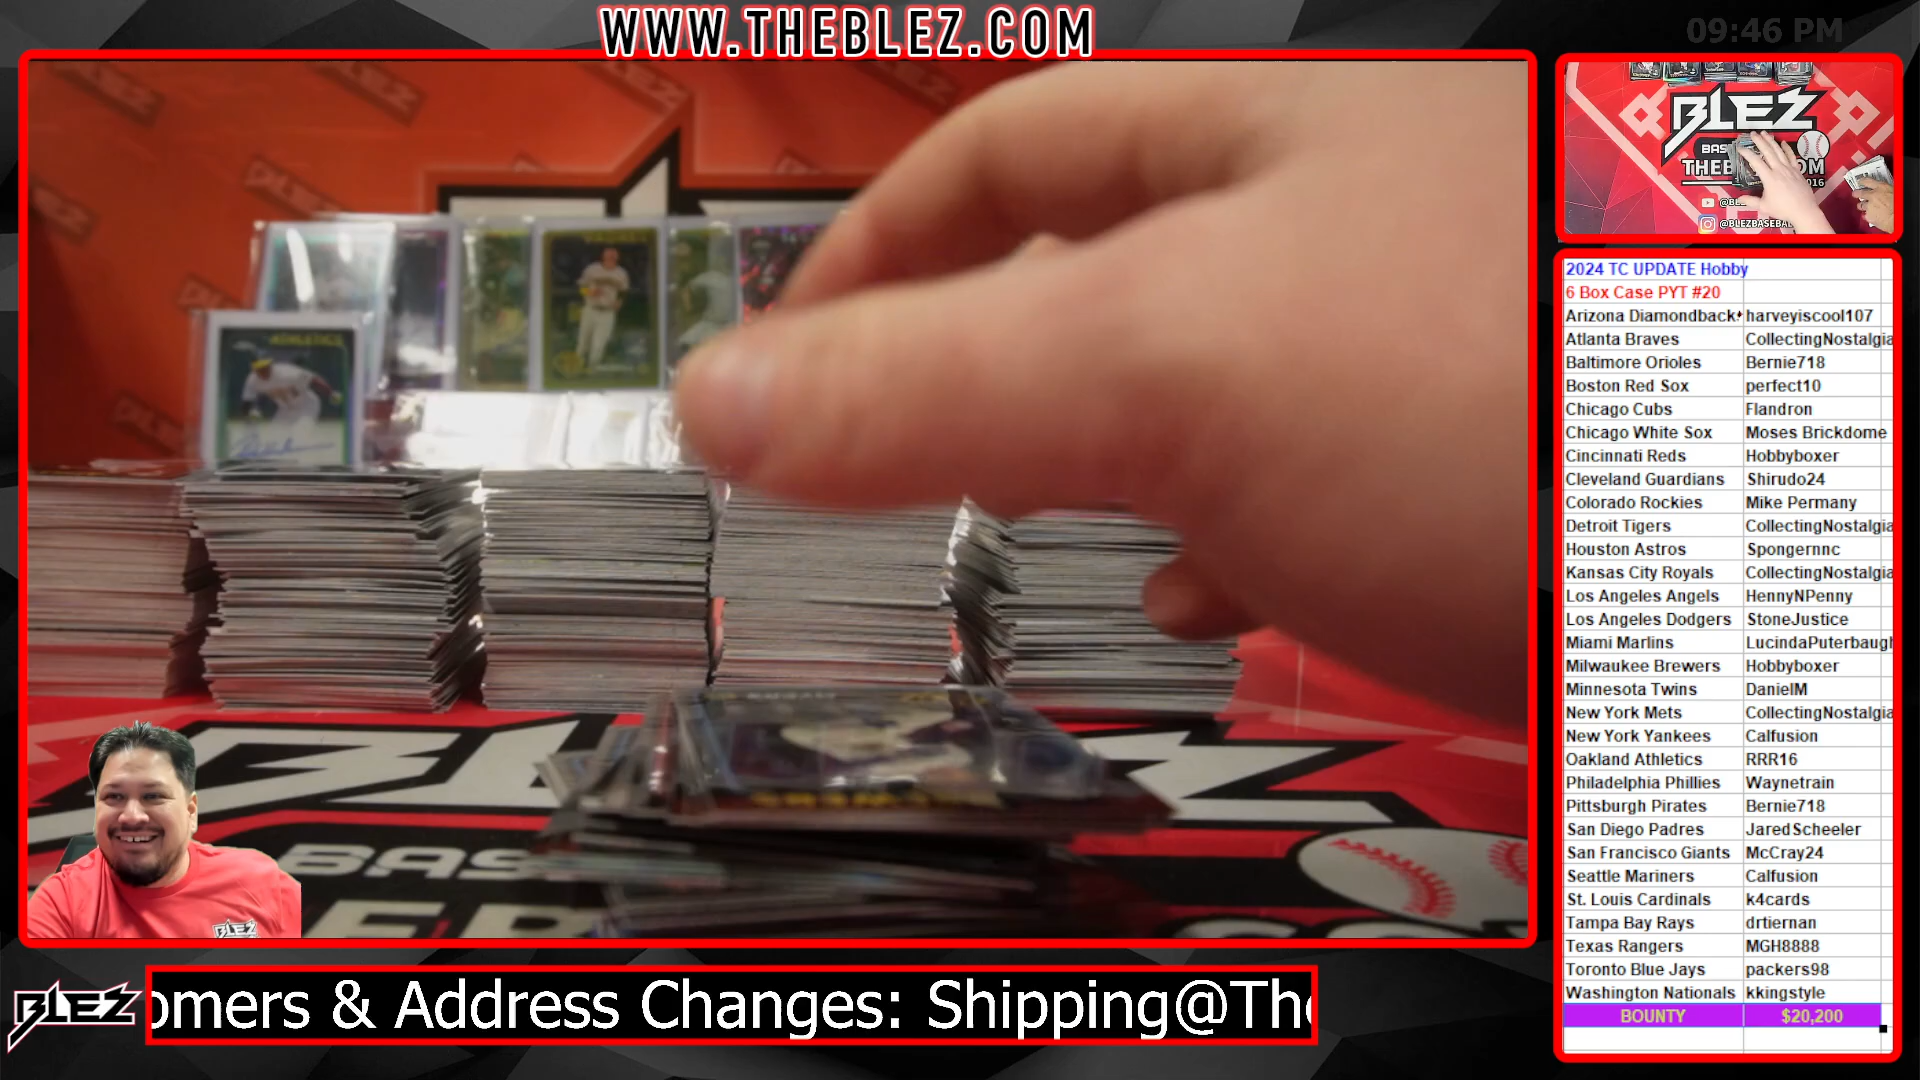 WWW.THEBLEZ.COM
09:46 PM
BLEZ
2024 TC UPDATE Hobby
6 Box Case PYT #20
Arizona Diamondback harveyiscool107
Atlanta Braves CollectingNostalgia
Baltimore Orioles Bernie718
Boston Red Sox perfect10
Chicago Cubs Flandron
Chicago White Sox Moses Brickdome
Cincinnati Reds Hobbyboxer
Cleveland Guardians Shirudo24
Colorado Rockies Mike Permany
Detroit Tigers CollectingNostalgia
Houston Astros Spongernnc
Kansas City Royals CollectingNostalgia
Los Angeles Angels HennyNPenny
Los Angeles Dodgers StoneJustice
Miami Marlins LucindaPuterbaugh
Milwaukee Brewers Hobbyboxer
Minnesota Twins DanielM
New York Mets CollectingNostalgia
New York Yankees Calfusion
Oakland Athletics RRR16
Philadelphia Phillies Waynetrain
Pittsburgh Pirates Bernie718
San Diego Padres JaredScheeler
San Francisco Giants McCray24
Seattle Mariners Calfusion
St. Louis Cardinals k4cards
Tampa Bay Rays drtiernan
Texas Rangers MGH8888
Toronto Blue Jays packers98
Washington Nationals kkingstyle
BOUNTY $20,200
ATHLETICS
BLEZ
BLEZ
omers & Address Changes: Shipping@The